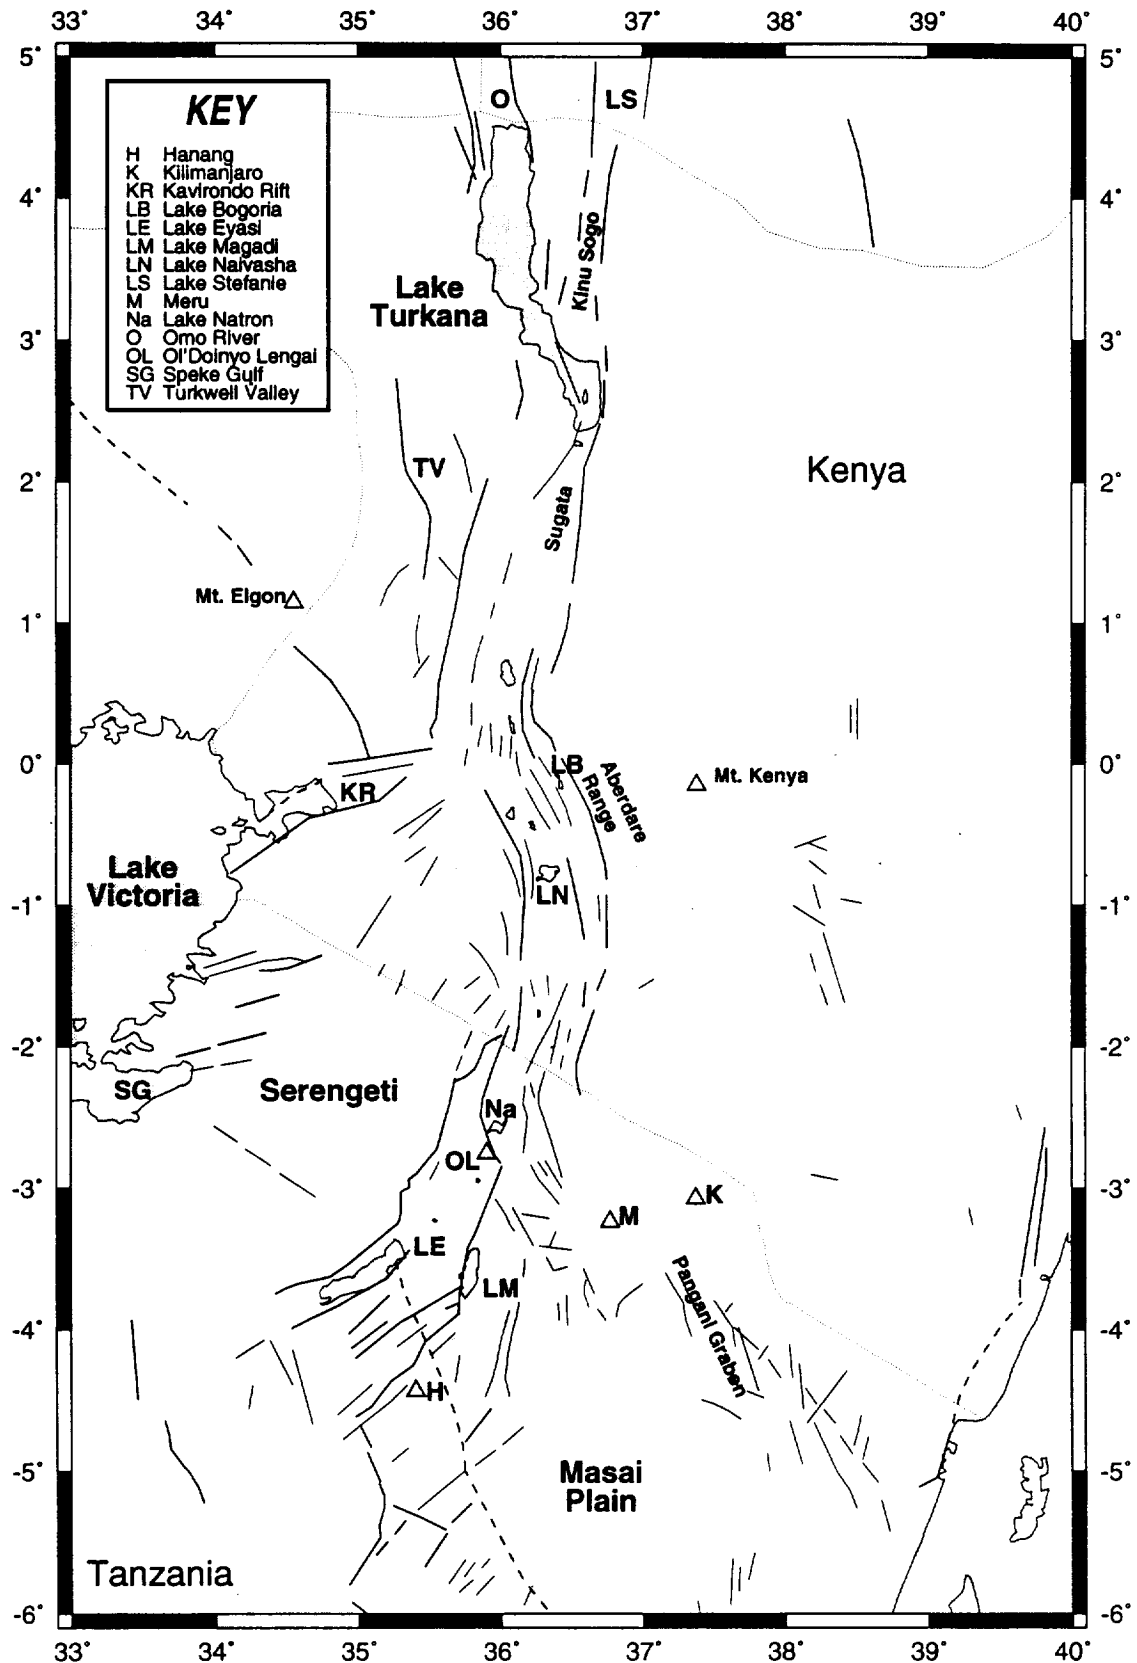 33° 34° 35° 36° 37° 38° 39° 40°
5° 5°
KEY
H Hanang
K Kilimanjaro
KR Kavirondo Rift
LB Lake Bogoria
LE Lake Eyasi
LM Lake Magadi
LN Lake Naivasha
LS Lake Stefanie
M Meru
Na Lake Natron
O Omo River
OL Ol'Doinyo Lengai
SG Speke Gulf
TV Turkwell Valley
O LS
4° 4°
Kinu Sogo
Lake
Turkana
3° 3°
TV
Kenya
2° 2°
Sugata
Mt. Elgon
1° 1°
0° 0°
LB
Aberdare
Range
Mt. Kenya
KR
Lake
Victoria
LN
-1° -1°
-2° -2°
SG
Serengeti
Na
OL
-3° -3°
K
M
LE
LM
Pangani Graben
-4° -4°
H
-5° -5°
Masai
Plain
Tanzania
-6° -6°
33° 34° 35° 36° 37° 38° 39° 40°